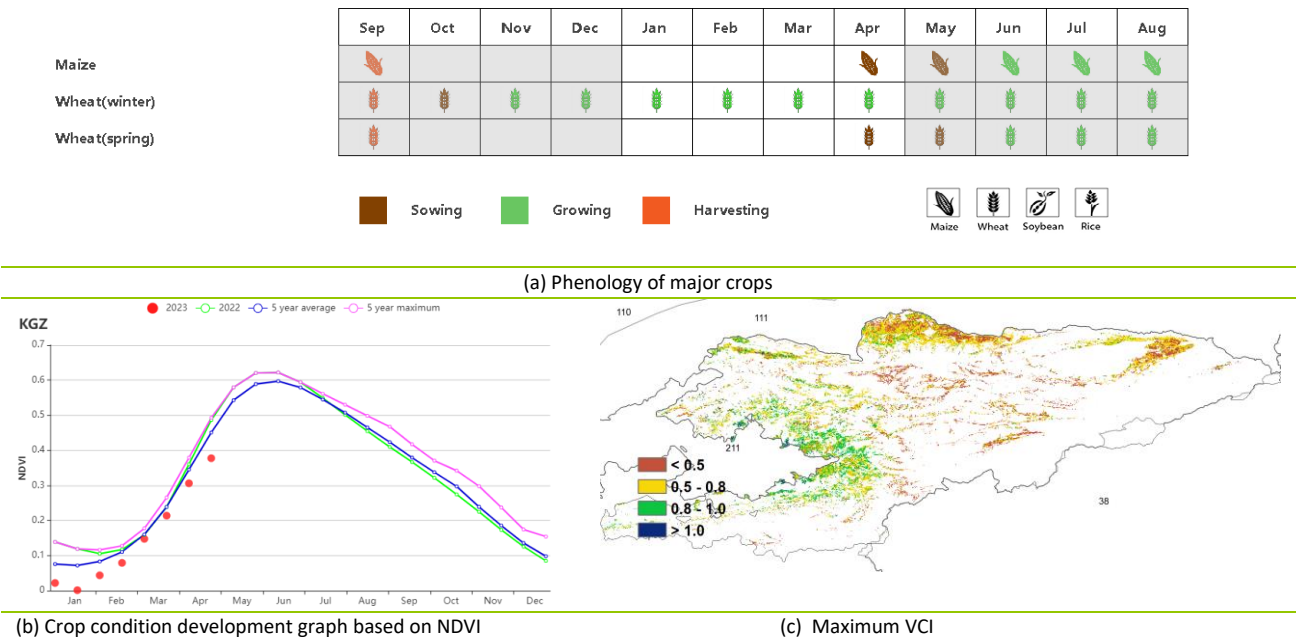 Sep Oct Nov Dec Jan Feb Mar Apr May Jun Jul Aug
Maize
Wheat(winter)
Wheat(spring)
Sowing Growing Harvesting
Maize Wheat Soybean Rice
(a) Phenology of major crops
2023 2022 5 year average 5 year maximum
KGZ
NDVI
0.7
0.6
0.5
0.4
0.3
0.2
0.1
0
Jan Feb Mar Apr May Jun Jul Aug Sep Oct Nov Dec
110
111
211
38
< 0.5
0.5 - 0.8
0.8 - 1.0
> 1.0
(b) Crop condition development graph based on NDVI
(c) Maximum VCI